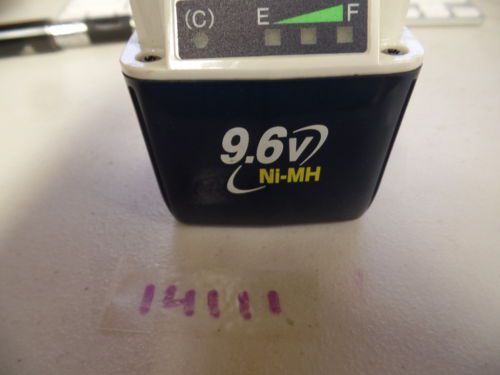 (C) E F
9.6V
Ni-MH
14111